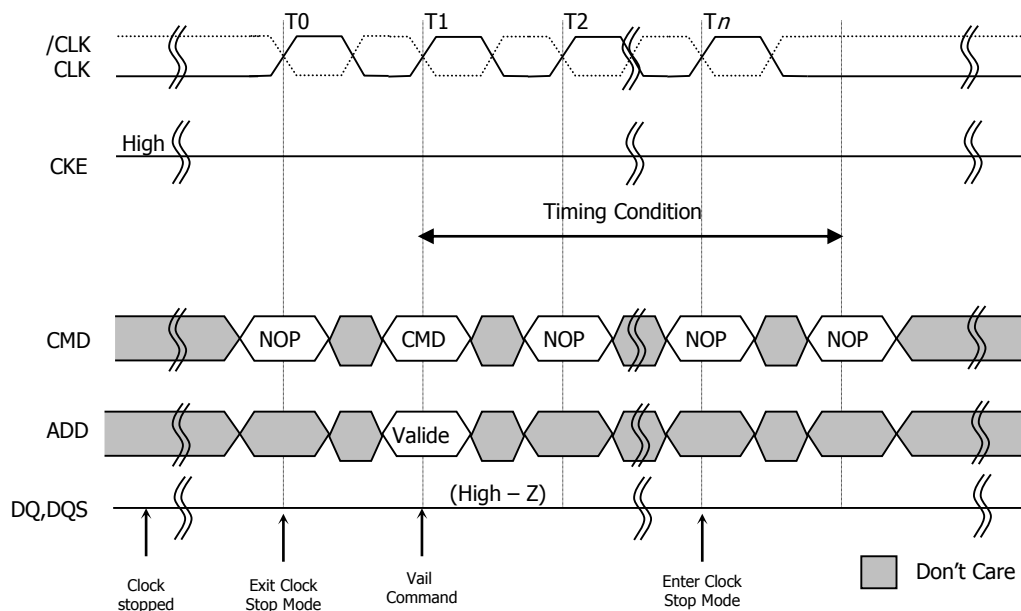 T0 T1 T2 Tn
/CLK
CLK
High
CKE
Timing Condition
CMD NOP CMD NOP NOP NOP
ADD Valide
(High – Z)
DQ,DQS
Clock
stopped
Exit Clock
Stop Mode
Vail
Command
Enter Clock
Stop Mode
Don't Care